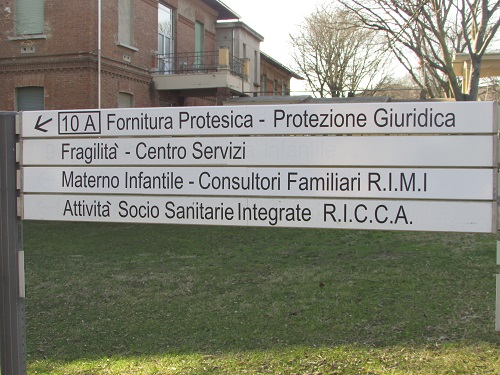 10 A Fornitura Protesica - Protezione Giuridica
Fragilità - Centro Servizi
Materno Infantile - Consultori Familiari R.I.M.I
Attività Socio Sanitarie Integrate R.I.C.C.A.